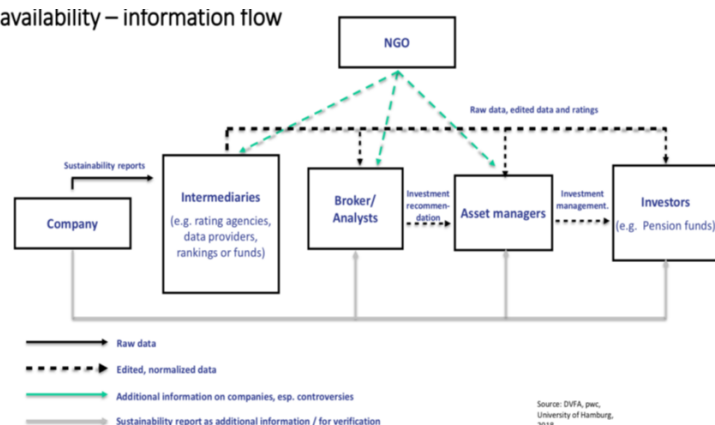 availability – information flow
NGO
Raw data, edited data and ratings
Sustainability reports
Company
Intermediaries
(e.g. rating agencies,
data providers,
rankings or funds)
Broker/
Analysts
Investment
recommen-
dation
Asset managers
Investment
management.
Investors
(e.g. Pension funds)
Raw data
Edited, normalized data
Additional information on companies, esp. controversies
Sustainability report as additional information / for verification
Source: DVFA, pwc,
University of Hamburg,
2018